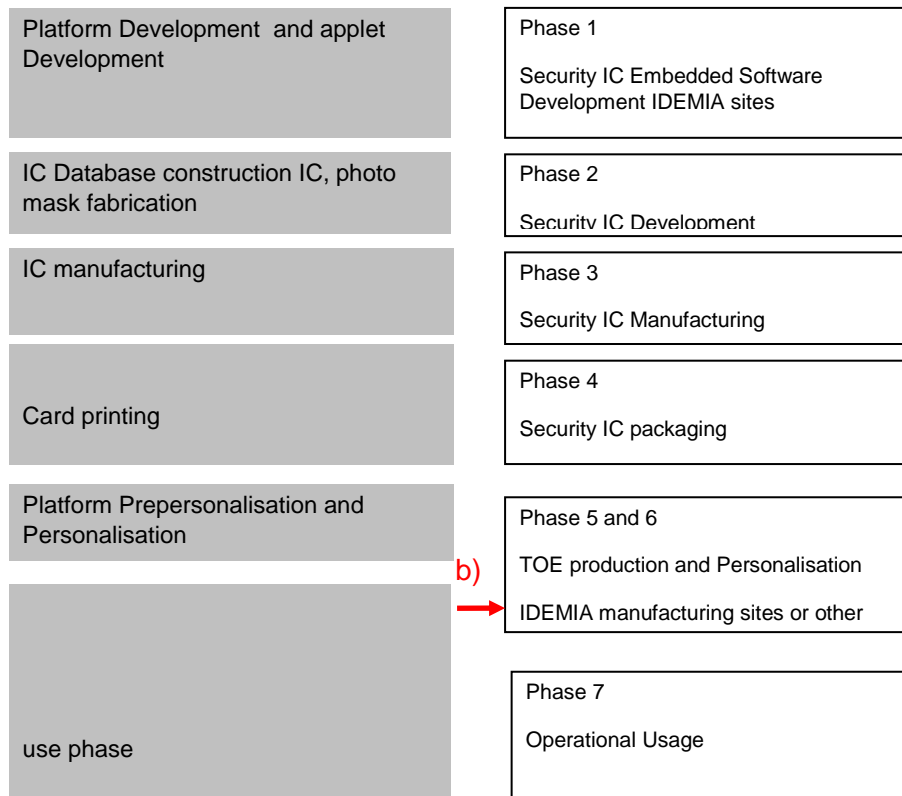 Platform Development and applet
Development
Phase 1
Security IC Embedded Software
Development IDEMIA sites
IC Database construction IC, photo
mask fabrication
Phase 2
Security IC Development
IC manufacturing
Phase 3
Security IC Manufacturing
Card printing
Phase 4
Security IC packaging
Platform Prepersonalisation and
Personalisation
b)
Phase 5 and 6
TOE production and Personalisation
IDEMIA manufacturing sites or other
use phase
Phase 7
Operational Usage